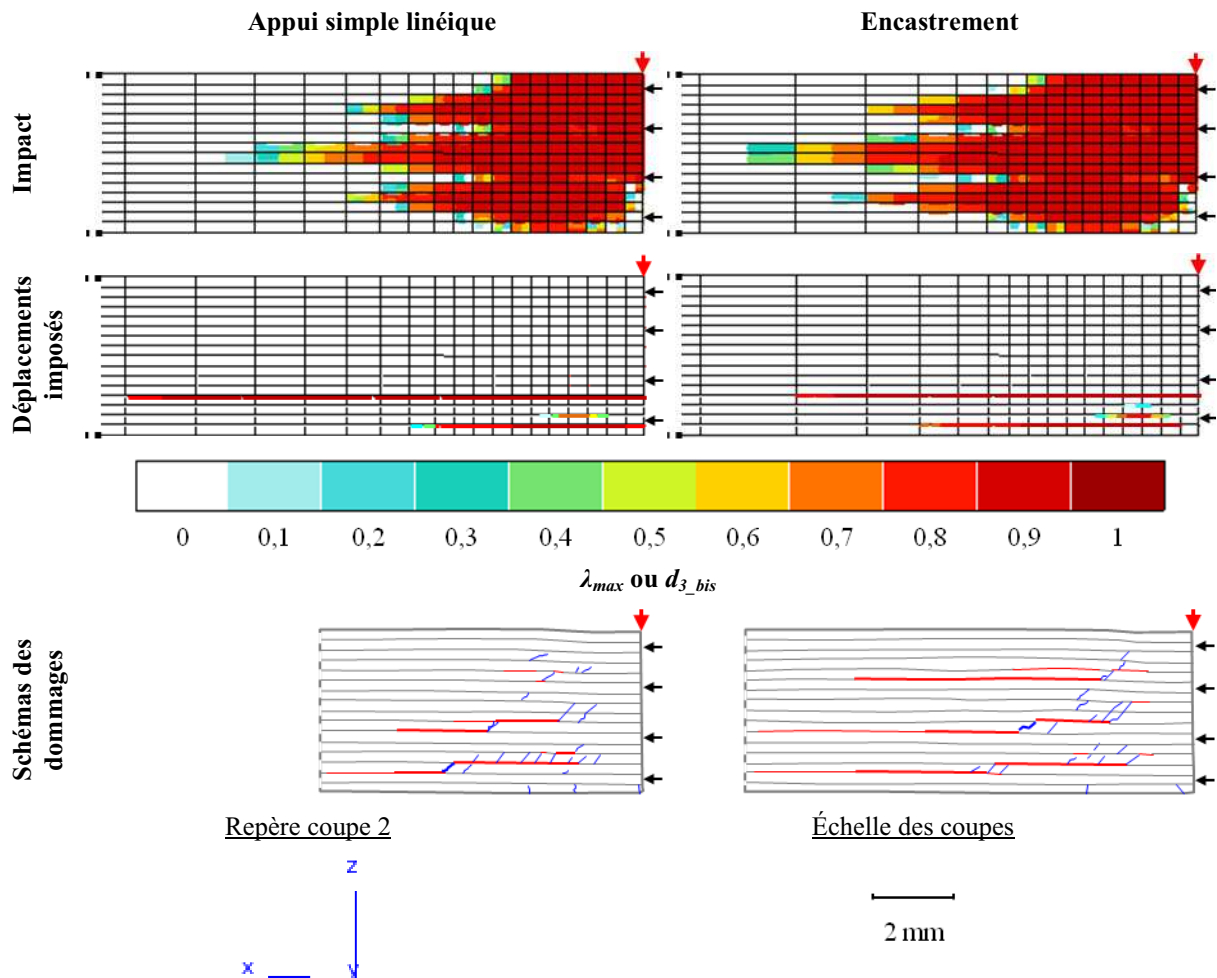 Appui simple linéique
Encastrement
Impact
Déplacements
imposés
0
0,1
0,2
0,3
0,4
0,5
0,6
0,7
0,8
0,9
1
λmax ou d3_bis
Schémas des
dommages
Repère coupe 2
Échelle des coupes
z
x
y
2 mm